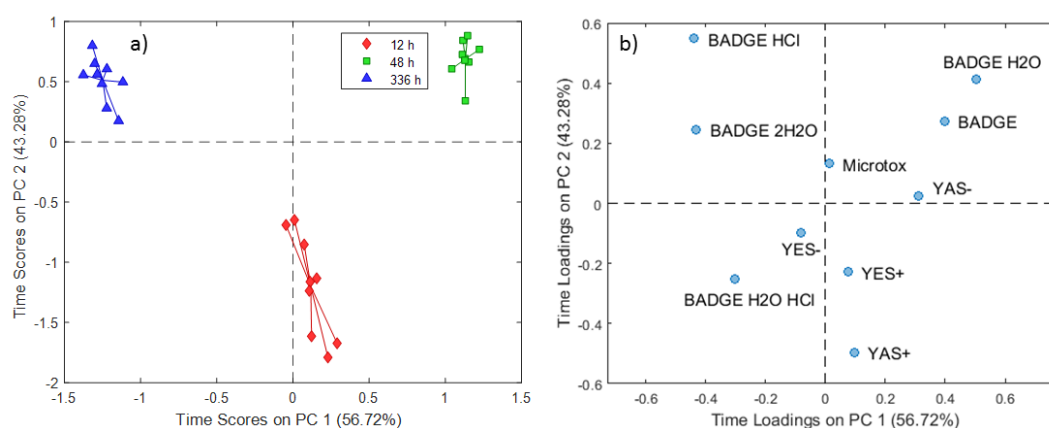 a)
12 h
48 h
336 h
1
0.5
0
-0.5
-1
-1.5
-2
-1.5
-1
-0.5
0
0.5
1
1.5
Time Scores on PC 2 (43.28%)
Time Scores on PC 1 (56.72%)
b)
BADGE HCl
BADGE H2O
BADGE
BADGE 2H2O
Microtox
YAS-
YES-
YES+
BADGE H2O HCl
YAS+
0.6
0.4
0.2
0
-0.2
-0.4
-0.6
-0.6
-0.4
-0.2
0
0.2
0.4
0.6
Time Loadings on PC 2 (43.28%)
Time Loadings on PC 1 (56.72%)